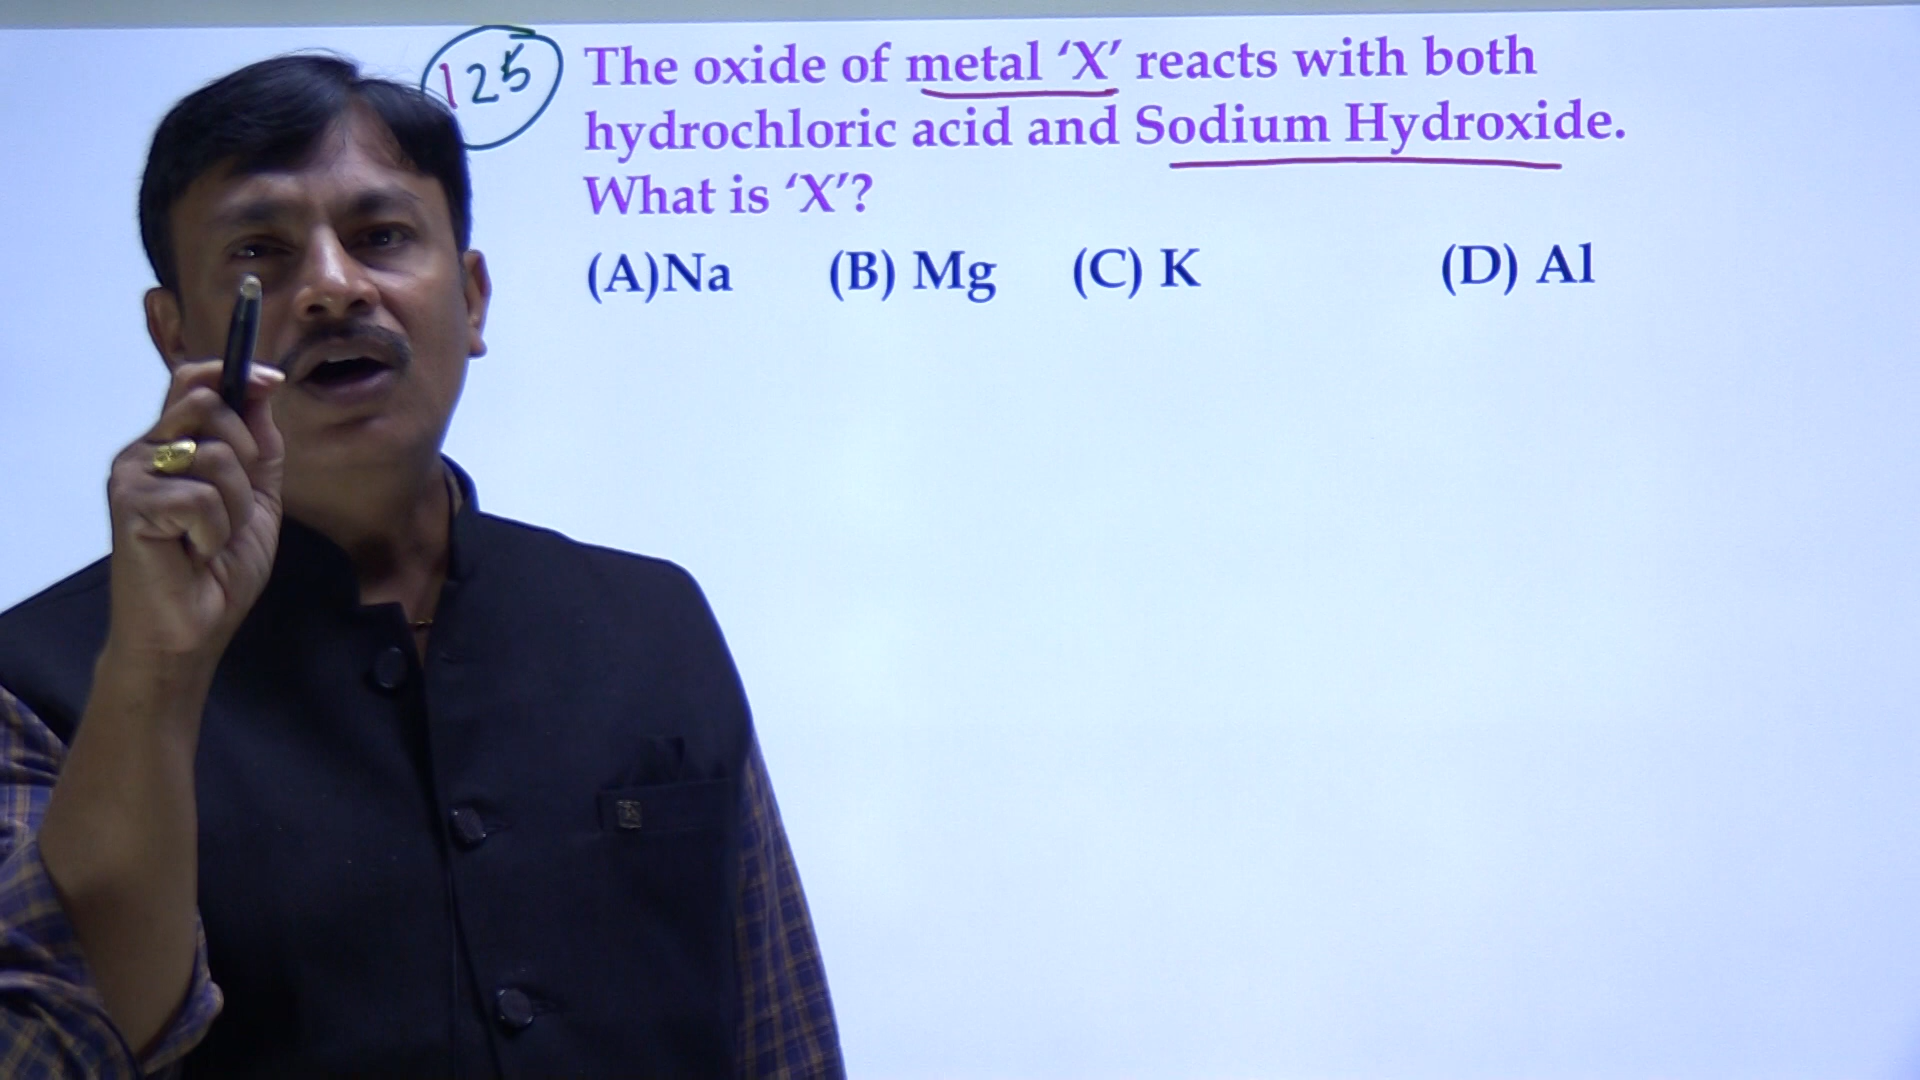 125 The oxide of metal ‘X’ reacts with both
hydrochloric acid and Sodium Hydroxide.
What is ‘X’?
(A)Na (B) Mg (C) K (D) Al